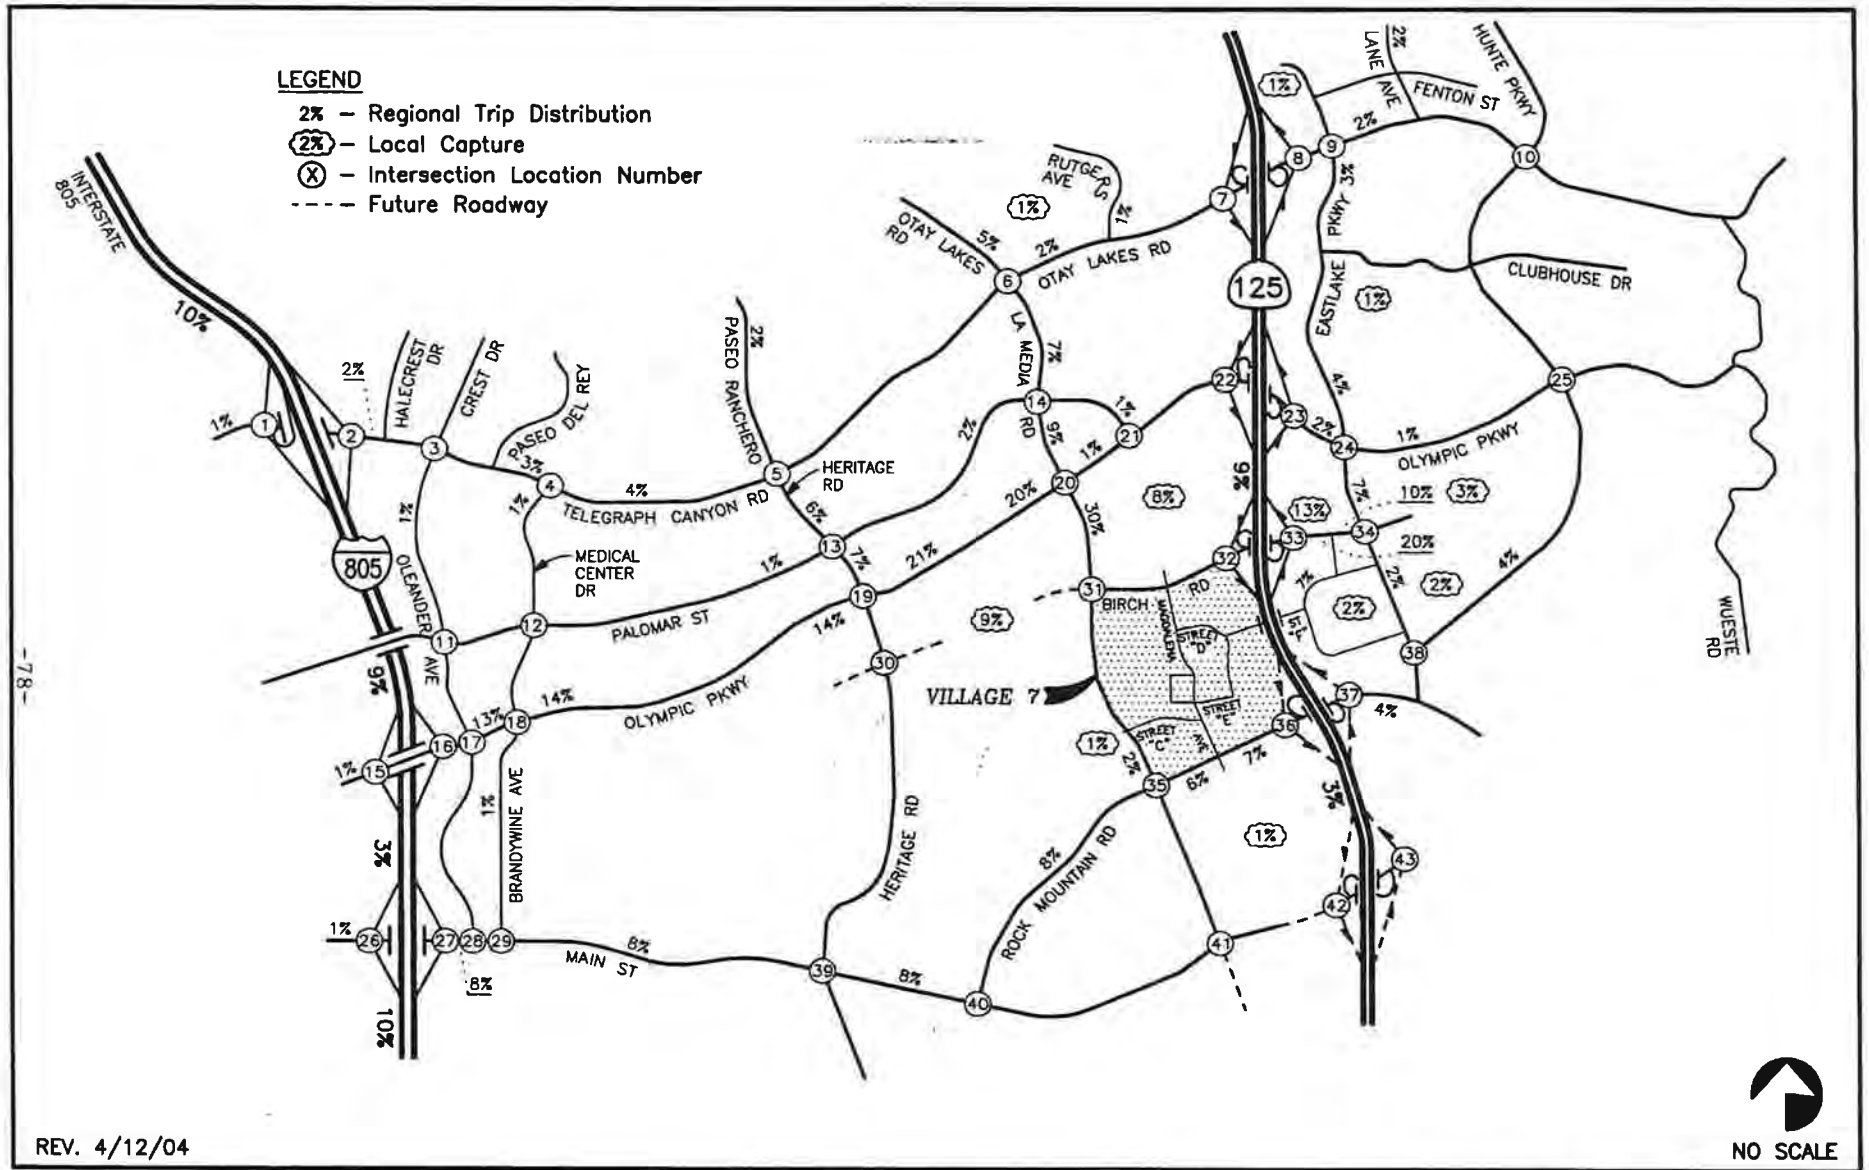 LEGEND
2% – Regional Trip Distribution
2% – Local Capture
X – Intersection Location Number
---- – Future Roadway
INTERSTATE
805
10%
2%
HALECREST
DR
CREST DR
PASEO DEL REY
1%
1
2
3
3%
4
1%
4%
TELEGRAPH CANYON RD
2%
PASEO RANCHERO
5
HERITAGE
RD
6%
OTAY LAKES
RD
5%
6
1%
RUTGERS
AVE
1%
2%
OTAY LAKES RD
7
8
9
1%
2%
LANE AVE
FENTON ST
HUNTE PKWY
2%
10
3%
EASTLAKE PKWY
125
CLUBHOUSE DR
1%
LA MEDIA RD
7%
14
2%
9%
1%
21
1%
20
20%
22
23
2%
4%
24
1%
OLYMPIC PKWY
25
9%
8%
30%
13%
7%
10%
3%
33
34
20%
32
2%
2%
4%
7%
2%
ST
"F"
38
WUESTE
RD
805
1%
OLEANDER AVE
MEDICAL
CENTER
DR
11
12
PALOMAR ST
1%
13
7%
19
21%
14%
30
9%
31
BIRCH RD
MAGDALENA AVE
STREET
"D"
STREET
"E"
STREET
"C"
VILLAGE 7
1%
2%
35
6%
7%
36
37
4%
3%
9%
1%
15
16
17
13%
18
14%
OLYMPIC PKWY
BRANDYWINE AVE
1%
3%
HERITAGE RD
8%
ROCK MOUNTAIN RD
1%
43
42
41
1%
26
27
28
29
8%
MAIN ST
8%
39
8%
40
10%
-78-
REV. 4/12/04
NO SCALE